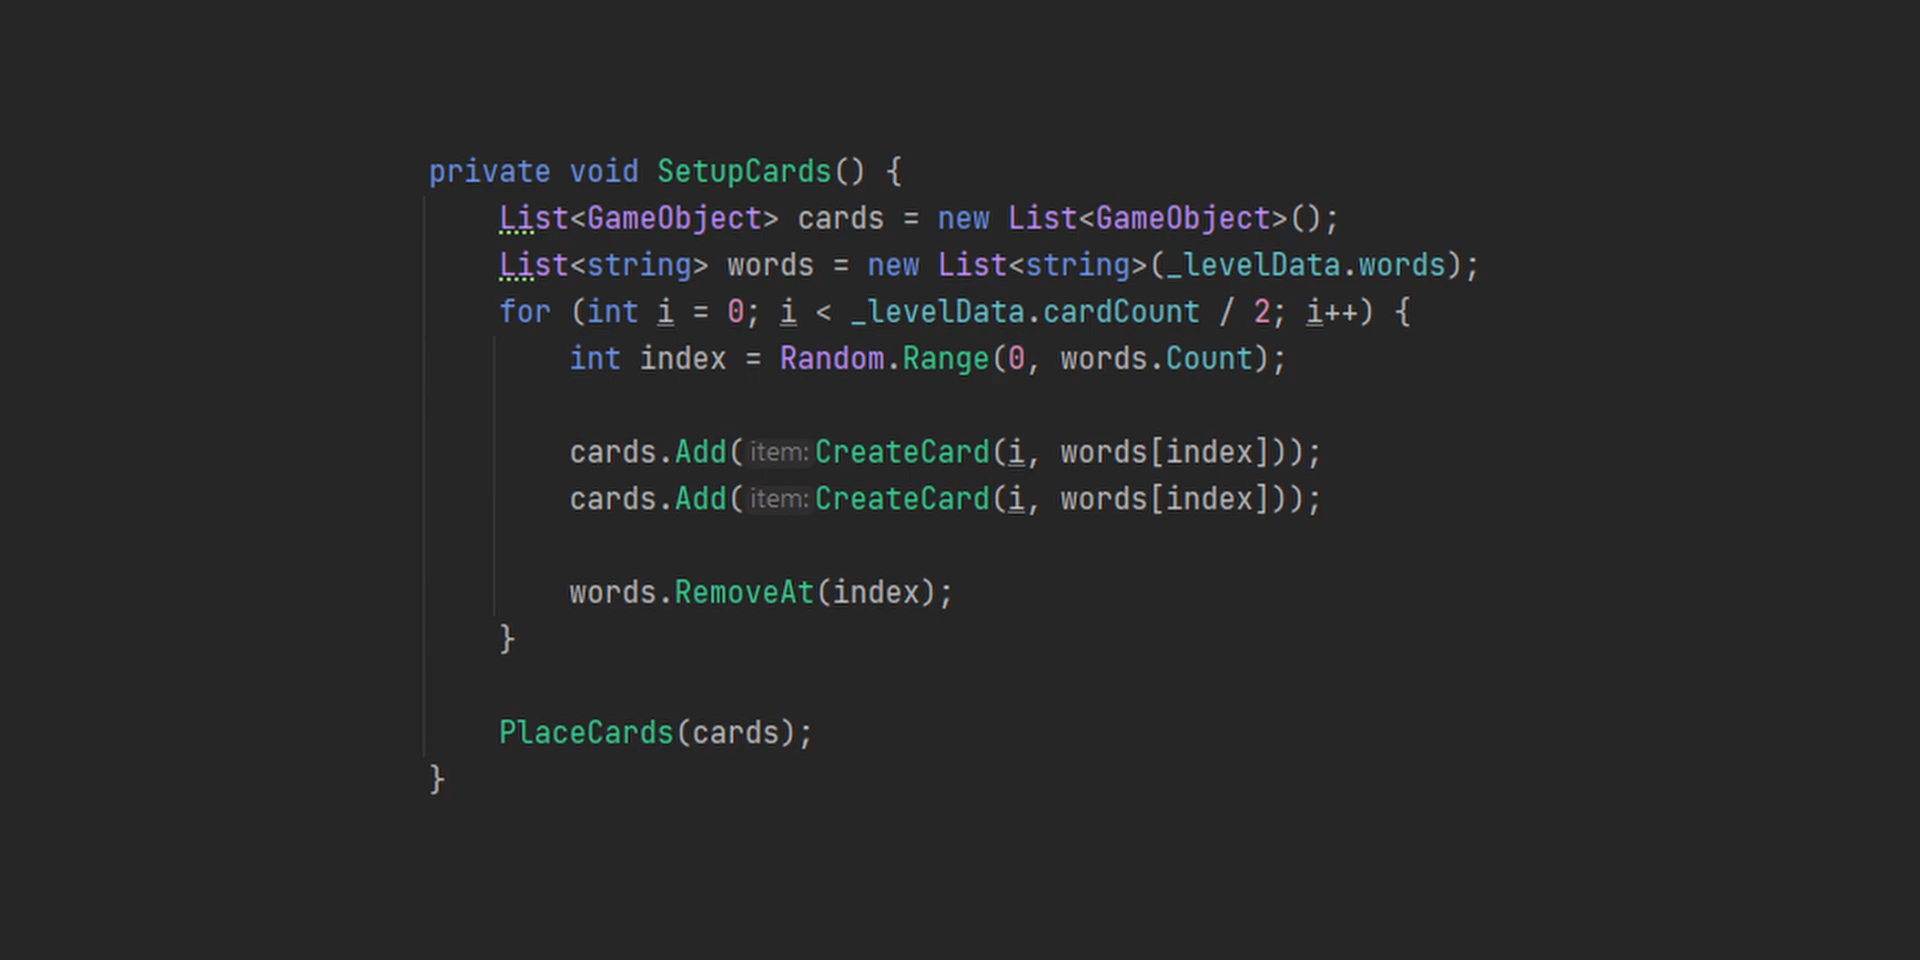 private void SetupCards() {
List<GameObject> cards = new List<GameObject>();
List<string> words = new List<string>(_levelData.words);
for (int i = 0; i < _levelData.cardCount / 2; i++) {
int index = Random.Range(0, words.Count);
cards.Add(item:CreateCard(i, words[index]));
cards.Add(item:CreateCard(i, words[index]));
words.RemoveAt(index);
}
PlaceCards(cards);
}